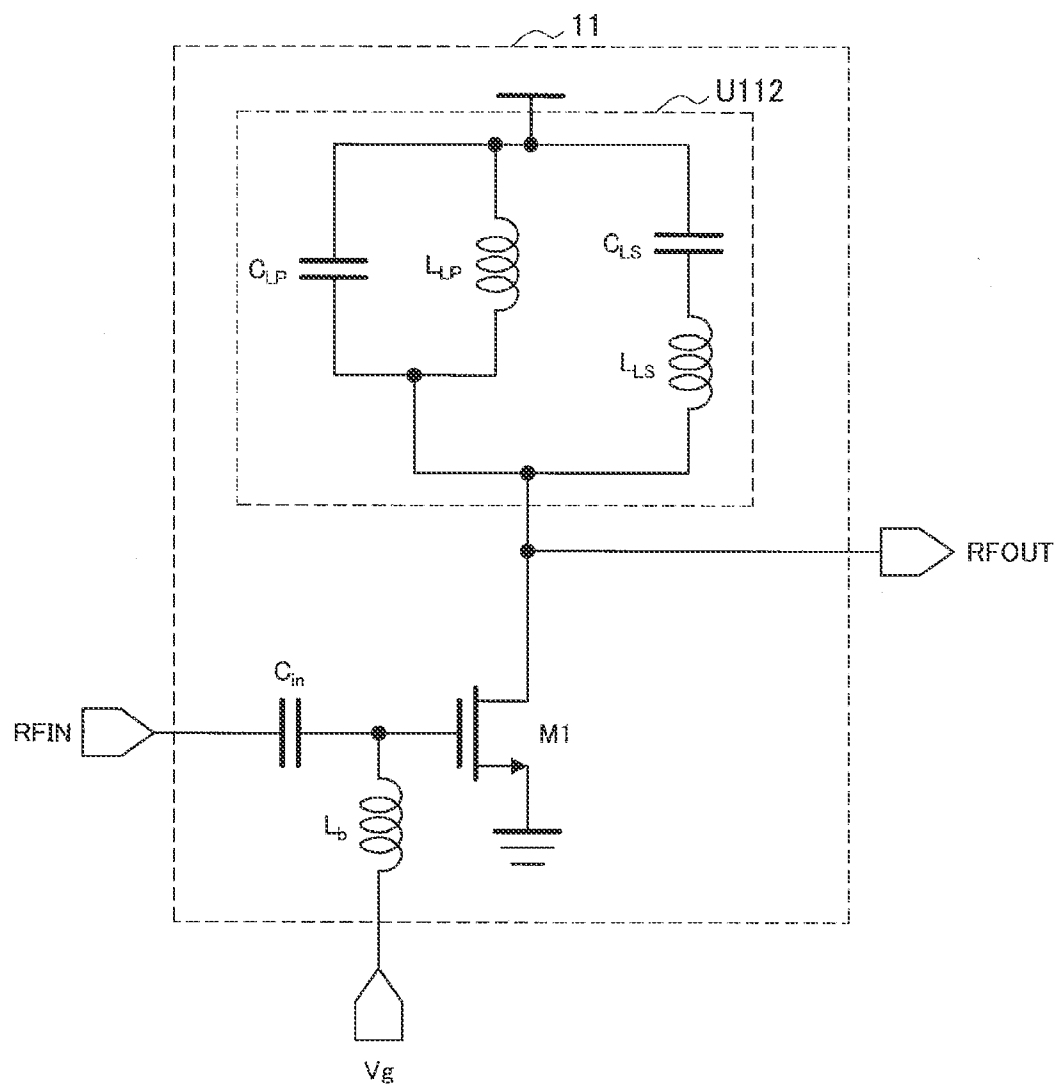 11
U112
C_LP
L_LP
C_LS
L_LS
RFOUT
C_in
RFIN
M1
L_b
Vg